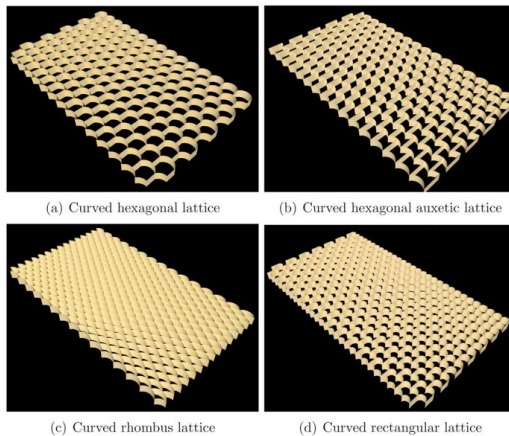 (a) Curved hexagonal lattice
(b) Curved hexagonal auxetic lattice
(c) Curved rhombus lattice
(d) Curved rectangular lattice